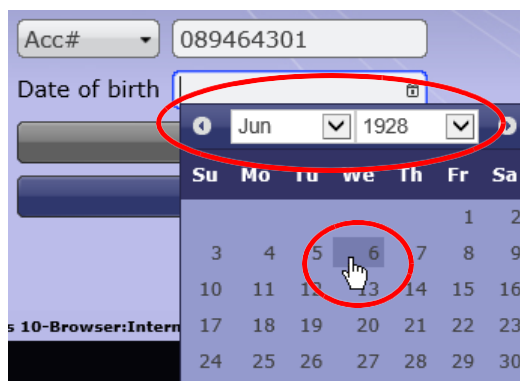 Acc# 089464301
Date of birth
Jun 1928
Su Mo Tu We Th Fr Sa
1 2
3 4 5 6 7 8 9
10 11 12 13 14 15 16
s 10-Browser:Intern 17 18 19 20 21 22 23
24 25 26 27 28 29 30